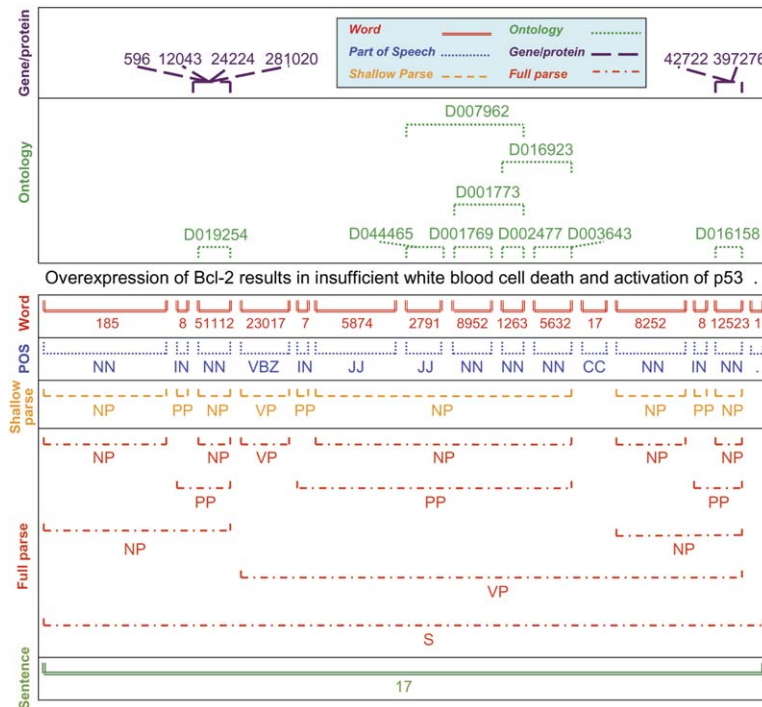 Word Ontology
Part of Speech Gene/protein
Shallow Parse Full parse
Gene/protein
596 12043 24224 281020 42722 397276
Ontology
D007962
D016923
D001773
D019254 D044465 D001769 D002477 D003643 D016158
Overexpression of Bcl-2 results in insufficient white blood cell death and activation of p53 .
Word
185 8 51112 23017 7 5874 2791 8952 1263 5632 17 8252 8 12523 1
POS
NN IN NN VBZ IN JJ JJ NN NN NN CC NN IN NN .
Shallow
parse
NP PP NP VP PP NP NP PP NP
Full parse
NP NP VP NP NP NP
PP PP PP
NP NP
VP
S
Sentence
17